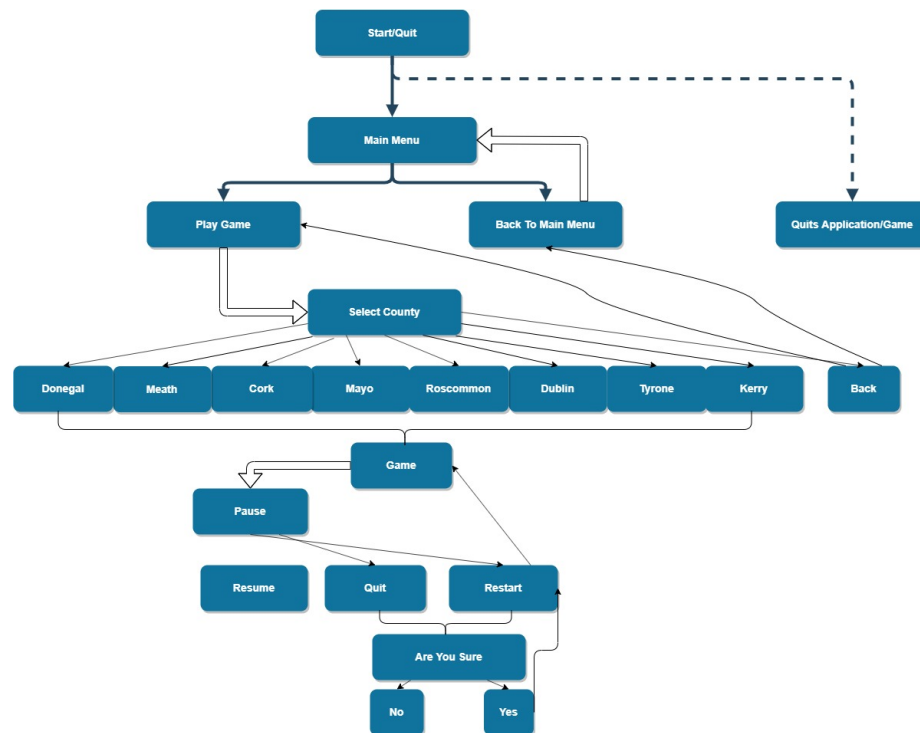 Start/Quit
Main Menu
Play Game
Back To Main Menu
Quits Application/Game
Select County
Donegal
Meath
Cork
Mayo
Roscommon
Dublin
Tyrone
Kerry
Back
Game
Pause
Resume
Quit
Restart
Are You Sure
No
Yes